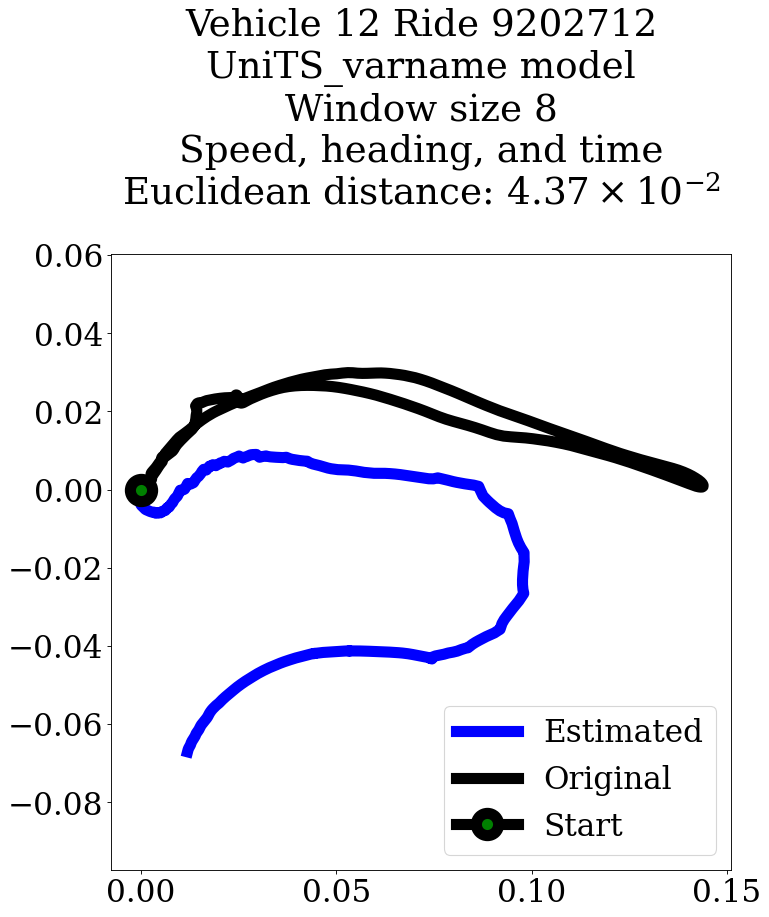 Vehicle 12 Ride 9202712
UniTS_varname model
Window size 8
Speed, heading, and time
Euclidean distance: 4.37 × 10⁻²
0.06
0.04
0.02
0.00
−0.02
−0.04
−0.06
−0.08
Estimated
Original
Start
0.00 0.05 0.10 0.15